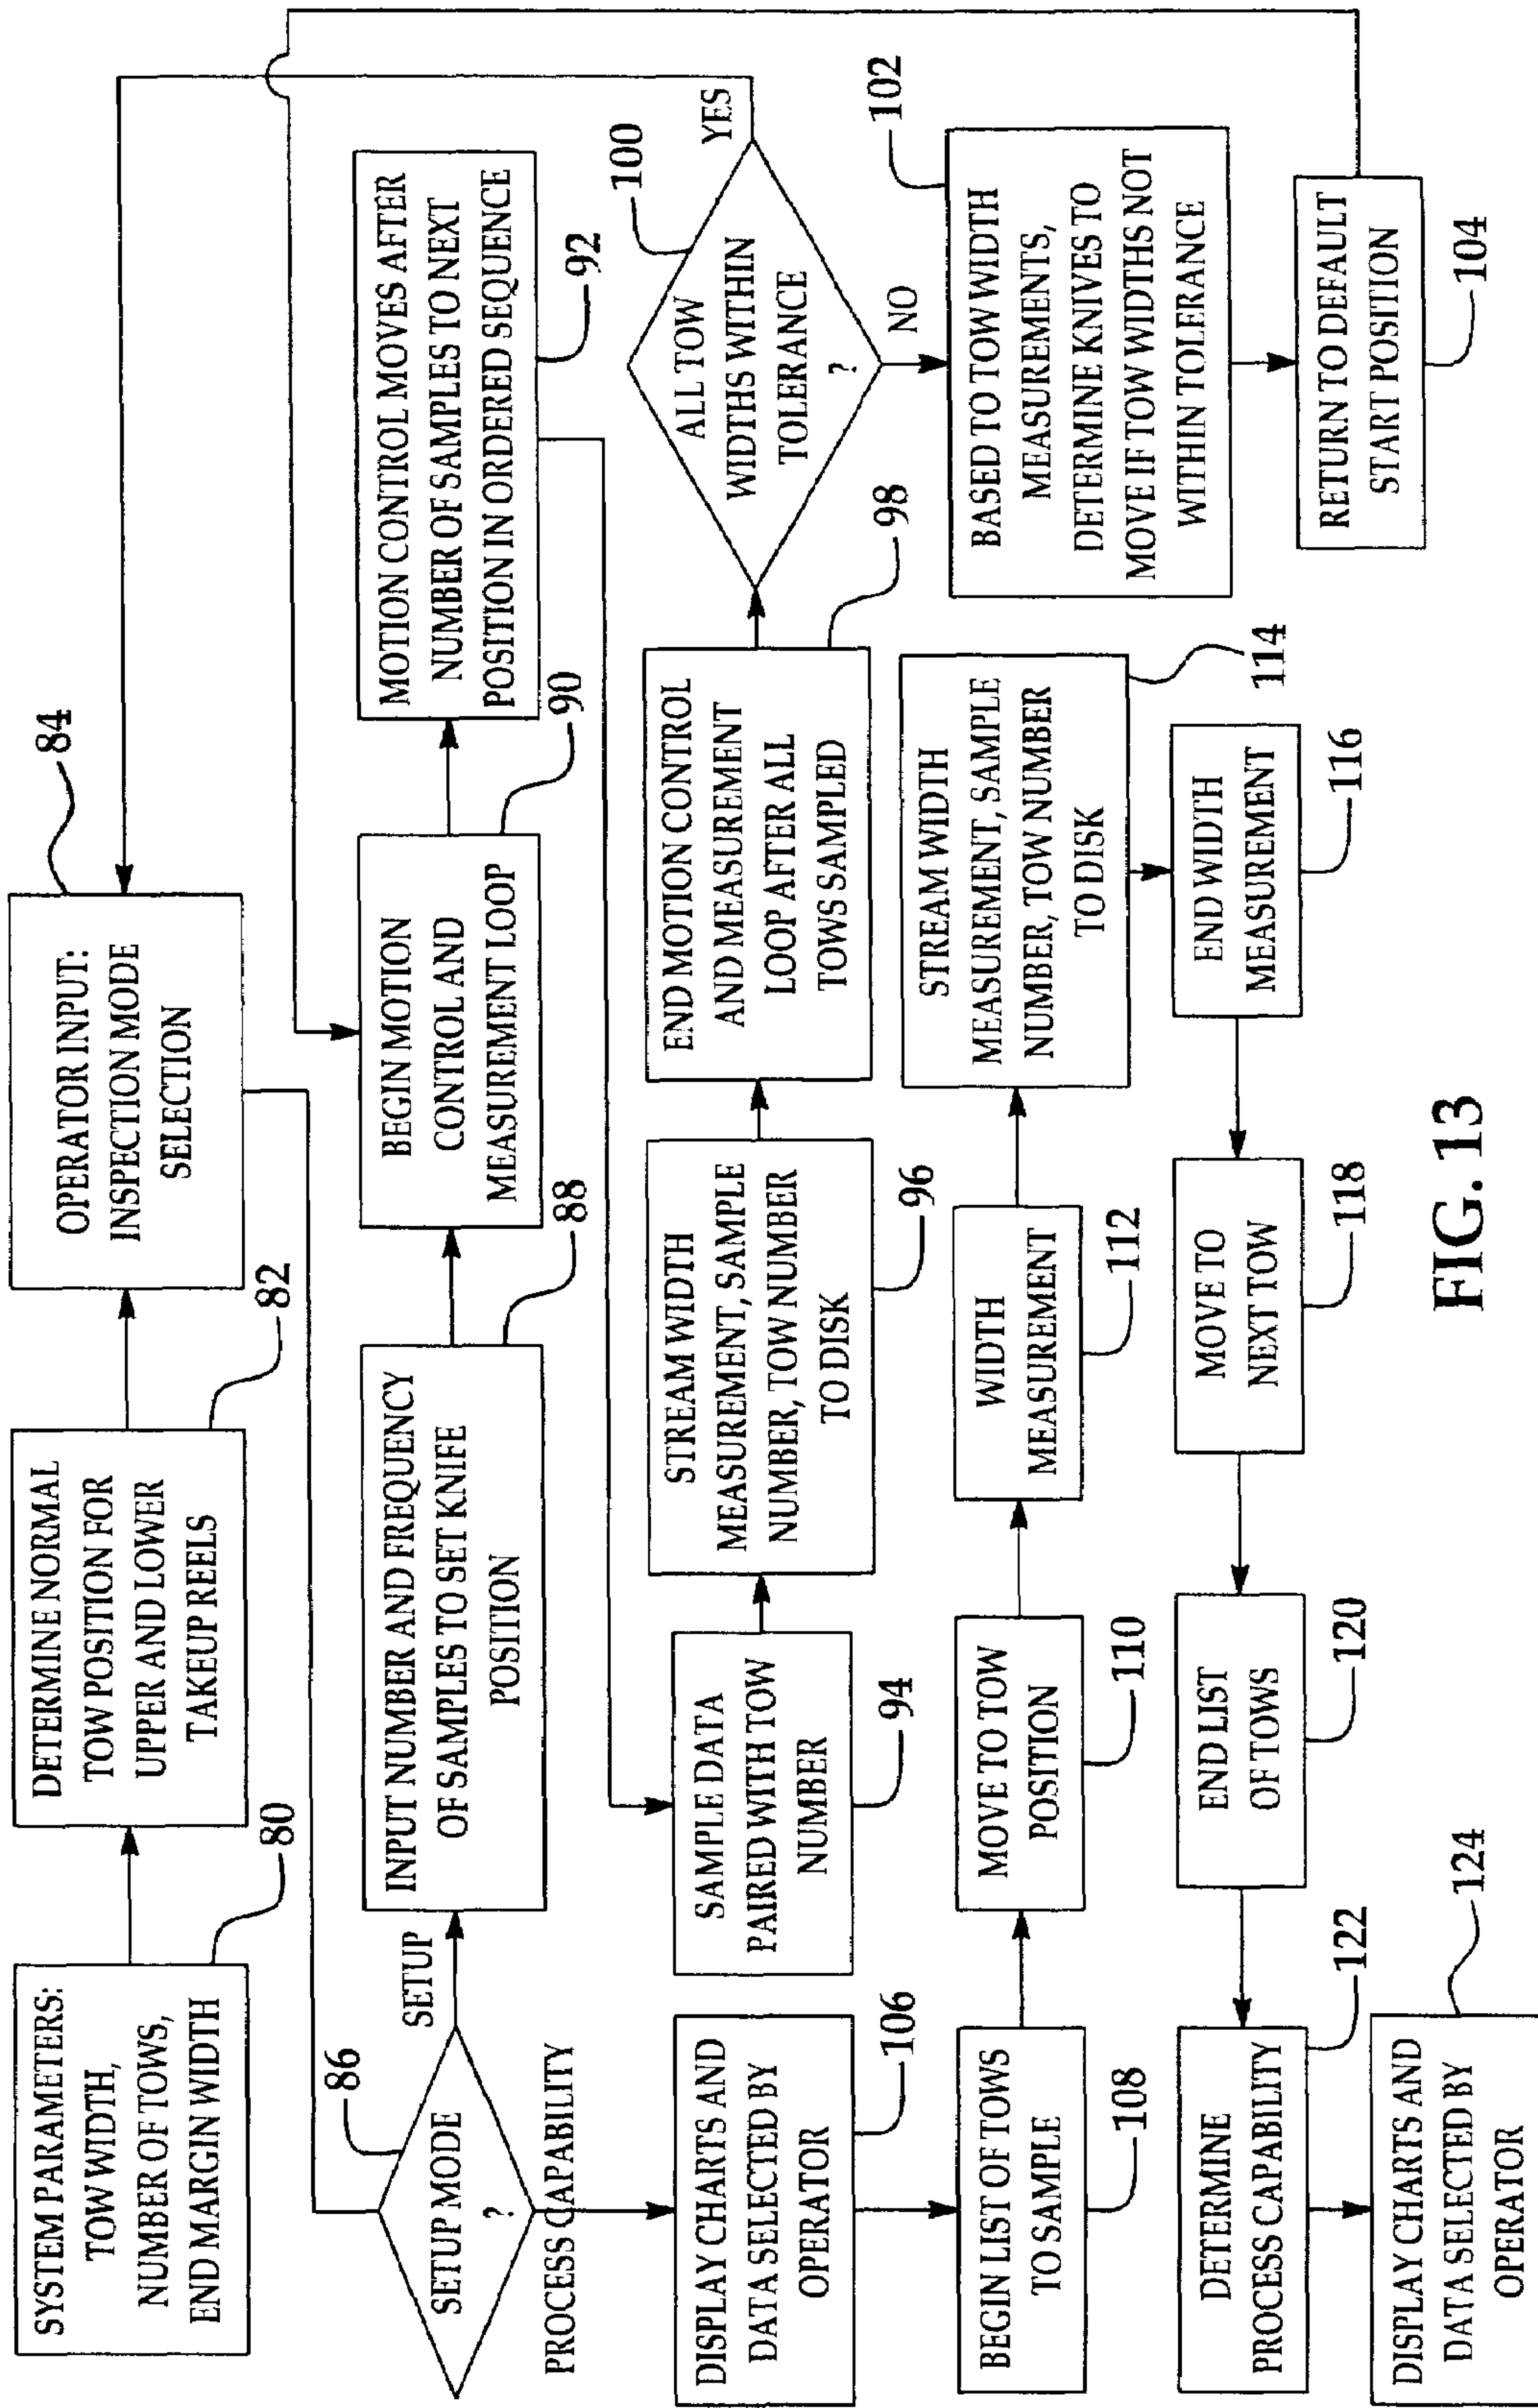 SYSTEM PARAMETERS:
TOW WIDTH,
NUMBER OF TOWS,
END MARGIN WIDTH
80
DETERMINE NORMAL
TOW POSITION FOR
UPPER AND LOWER
TAKEUP REELS
82
OPERATOR INPUT:
INSPECTION MODE
SELECTION
84
86
SETUP MODE
?
SETUP
PROCESS CAPABILITY
INPUT NUMBER AND FREQUENCY
OF SAMPLES TO SET KNIFE
POSITION
88
BEGIN MOTION
CONTROL AND
MEASUREMENT LOOP
90
MOTION CONTROL MOVES AFTER
NUMBER OF SAMPLES TO NEXT
POSITION IN ORDERED SEQUENCE
92
SAMPLE DATA
PAIRED WITH TOW
NUMBER
94
STREAM WIDTH
MEASUREMENT, SAMPLE
NUMBER, TOW NUMBER
TO DISK
96
END MOTION CONTROL
AND MEASUREMENT
LOOP AFTER ALL
TOWS SAMPLED
98
ALL TOW
WIDTHS WITHIN
TOLERANCE
?
100
YES
NO
BASED TO TOW WIDTH
MEASUREMENTS,
DETERMINE KNIVES TO
MOVE IF TOW WIDTHS NOT
WITHIN TOLERANCE
102
RETURN TO DEFAULT
START POSITION
104
DISPLAY CHARTS AND
DATA SELECTED BY
OPERATOR
106
BEGIN LIST OF TOWS
TO SAMPLE
108
MOVE TO TOW
POSITION
110
WIDTH
MEASUREMENT
112
STREAM WIDTH
MEASUREMENT, SAMPLE
NUMBER, TOW NUMBER
TO DISK
114
END WIDTH
MEASUREMENT
116
MOVE TO
NEXT TOW
118
END LIST
OF TOWS
120
DETERMINE
PROCESS CAPABILITY
122
DISPLAY CHARTS AND
DATA SELECTED BY
OPERATOR
124
FIG. 13